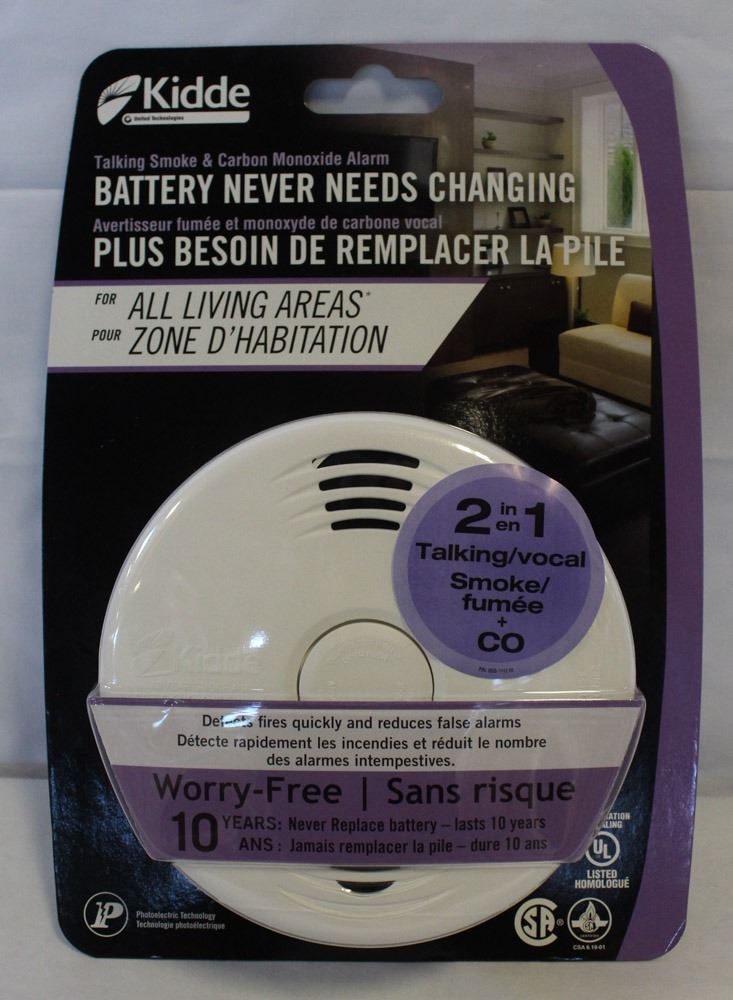 Kidde
United Technologies
Talking Smoke & Carbon Monoxide Alarm
BATTERY NEVER NEEDS CHANGING
Avertisseur fumée et monoxyde de carbone vocal
PLUS BESOIN DE REMPLACER LA PILE
FOR ALL LIVING AREAS*
POUR ZONE D'HABITATION
2 in en 1
Talking/vocal
Smoke/
fumée
+
CO
Kidde
Detects fires quickly and reduces false alarms
Détecte rapidement les incendies et réduit le nombre
des alarmes intempestives.
Worry-Free | Sans risque
10 YEARS: Never Replace battery – lasts 10 years
ANS : Jamais remplacer la pile – dure 10 ans
UL
LISTED
HOMOLOGUÉ
P
Photoelectric Technology
Technologie photoélectrique
SA ®
CSA 6.19-01